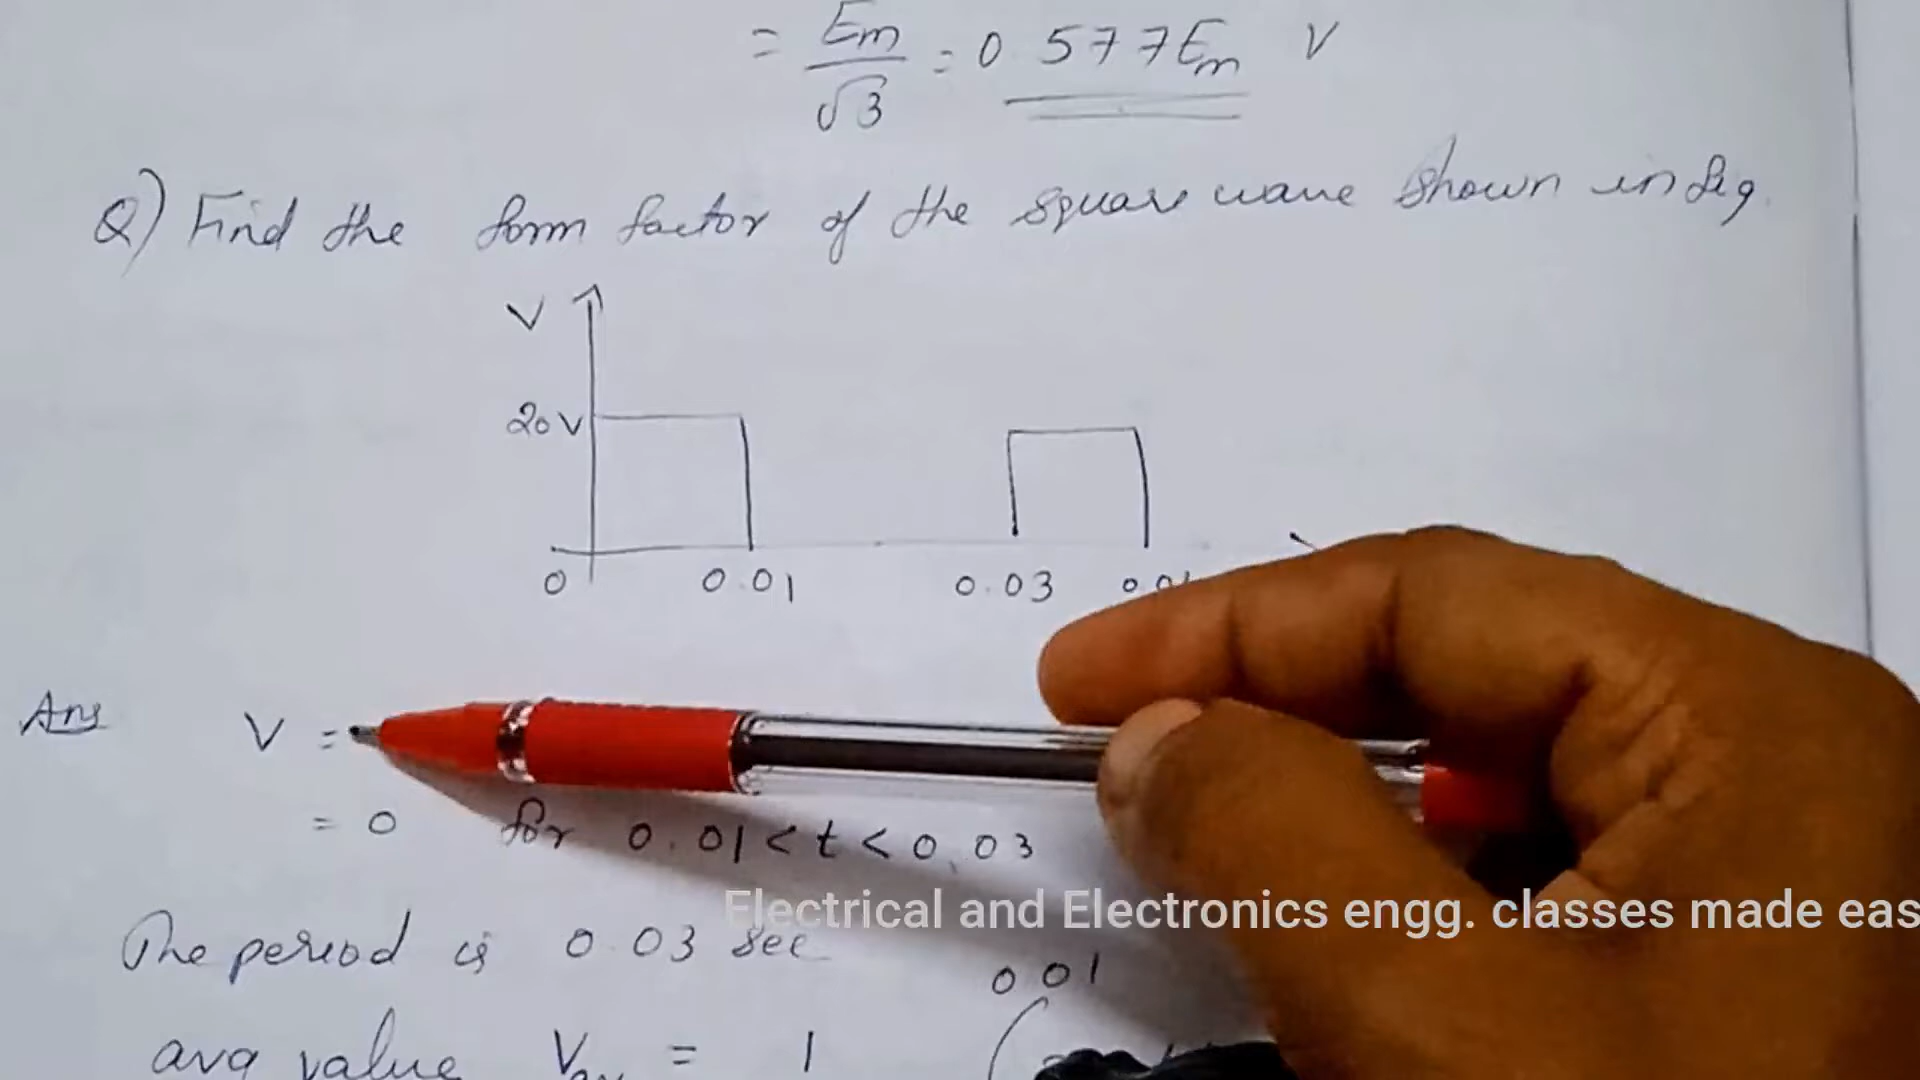 = Em/√3 = 0.577Em V
Q) Find the form factor of the square wave shown in fig.
V
20 V
0 0.01 0.03
Ans V =
= 0 for 0.01 < t < 0.03
Electrical and Electronics engg. classes made eas
The period is 0.03 sec
0.01
avg value Vav = 1